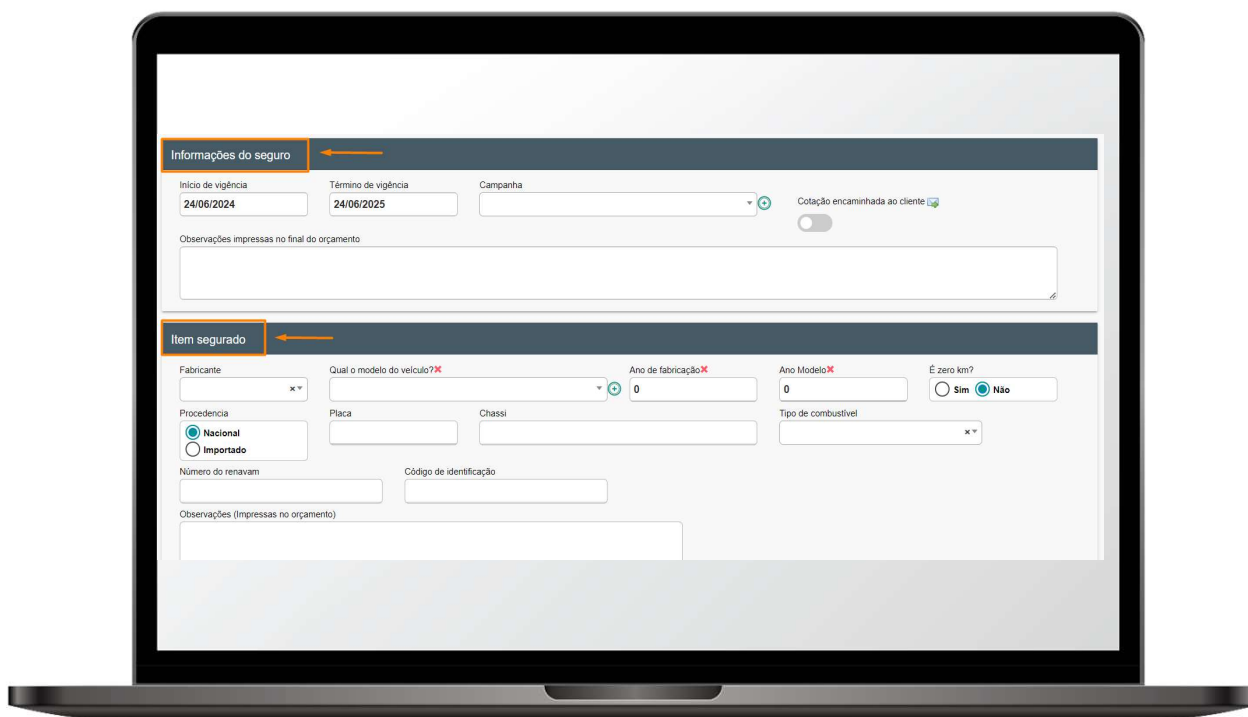 Informações do seguro
Início de vigência Término de vigência Campanha
24/06/2024 24/06/2025 Cotação encaminhada ao cliente
Observações impressas no final do orçamento
Item segurado
Fabricante Qual o modelo do veículo? Ano de fabricação Ano Modelo É zero km?
0 0 Sim Não
Procedencia Placa Chassi Tipo de combustível
Nacional
Importado
Número do renavam Código de identificação
Observações (Impressas no orçamento)